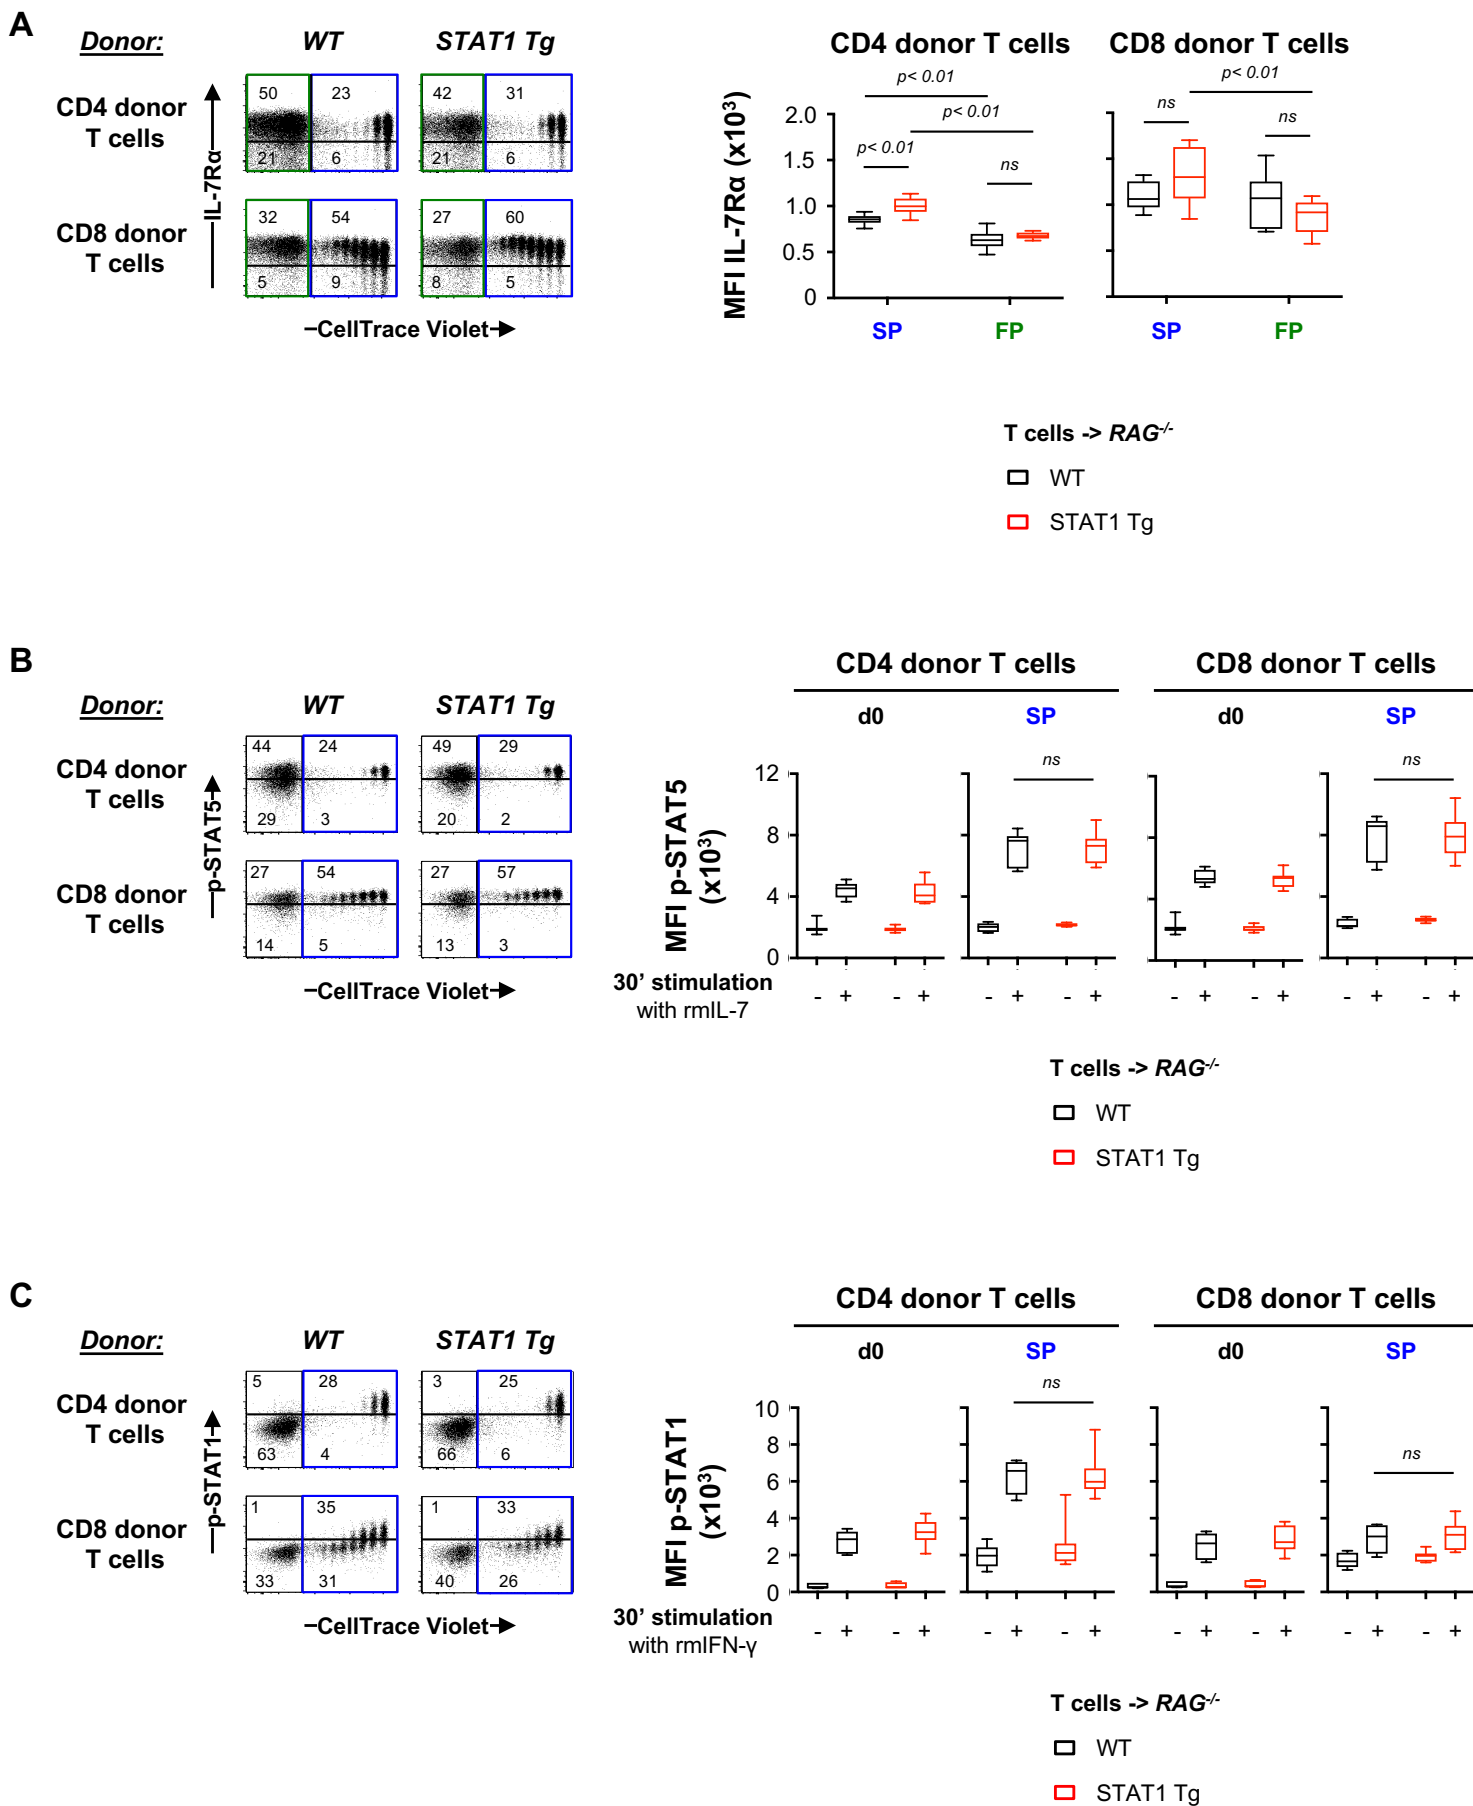 A
Donor: WT STAT1 Tg
CD4 donor T cells CD8 donor T cells
CD4 donor
T cells
50 23 42 31
21 6 21 6
IL-7Rα
CD8 donor
T cells
32 54 27 60
5 9 8 5
CellTrace Violet
MFI IL-7Rα (x10³)
2.0
1.5
1.0
0.5
0
p< 0.01
p< 0.01
p< 0.01
ns
ns
p< 0.01
ns
SP FP SP FP
T cells -> RAG-/-
WT
STAT1 Tg
B
Donor: WT STAT1 Tg
CD4 donor T cells CD8 donor T cells
d0 SP d0 SP
CD4 donor
T cells
44 24 49 29
29 3 20 2
p-STAT5
CD8 donor
T cells
27 54 27 57
14 5 13 3
CellTrace Violet
MFI p-STAT5
(x10³)
12
8
4
0
ns ns
30’ stimulation
with rmIL-7
- + - + - + - + - + - + - + - +
T cells -> RAG-/-
WT
STAT1 Tg
C
Donor: WT STAT1 Tg
CD4 donor T cells CD8 donor T cells
d0 SP d0 SP
CD4 donor
T cells
5 28 3 25
63 4 66 6
p-STAT1
CD8 donor
T cells
1 35 1 33
33 31 40 26
CellTrace Violet
MFI p-STAT1
(x10³)
10
8
6
4
2
0
ns ns
30’ stimulation
with rmIFN-γ
- + - + - + - + - + - + - + - +
T cells -> RAG-/-
WT
STAT1 Tg